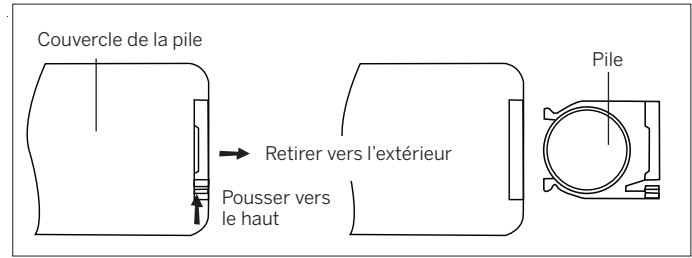 Couvercle de la pile
Pile
Retirer vers l'extérieur
Pousser vers
le haut